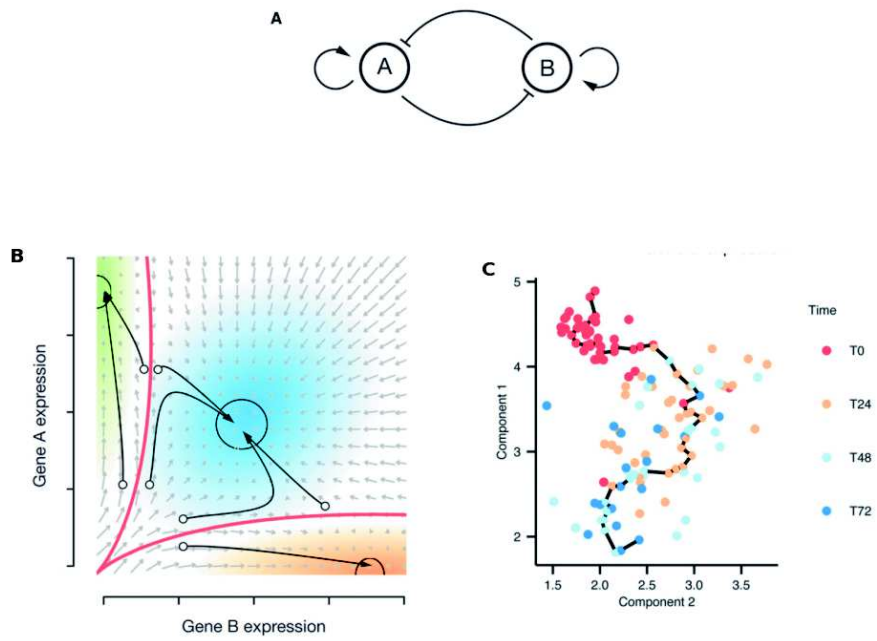 A
A
B
B
Gene A expression
Gene B expression
C
5
4
3
2
Component 1
1.5 2.0 2.5 3.0 3.5
Component 2
Time
T0
T24
T48
T72